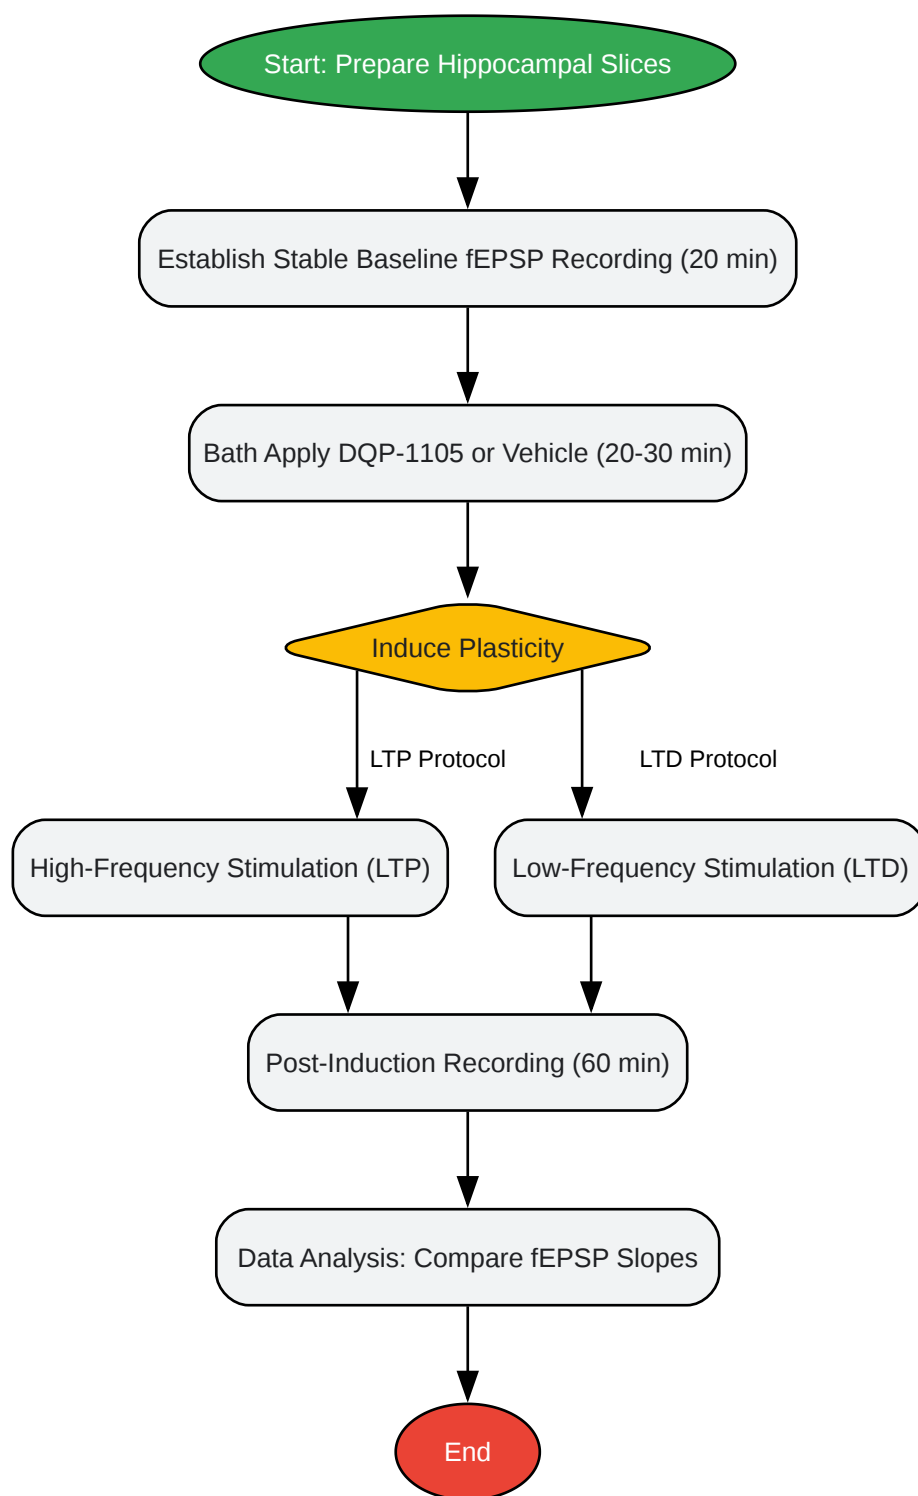 Start: Prepare Hippocampal Slices
Establish Stable Baseline fEPSP Recording (20 min)
Bath Apply DQP-1105 or Vehicle (20-30 min)
Induce Plasticity
LTP Protocol
LTD Protocol
High-Frequency Stimulation (LTP)
Low-Frequency Stimulation (LTD)
Post-Induction Recording (60 min)
Data Analysis: Compare fEPSP Slopes
End